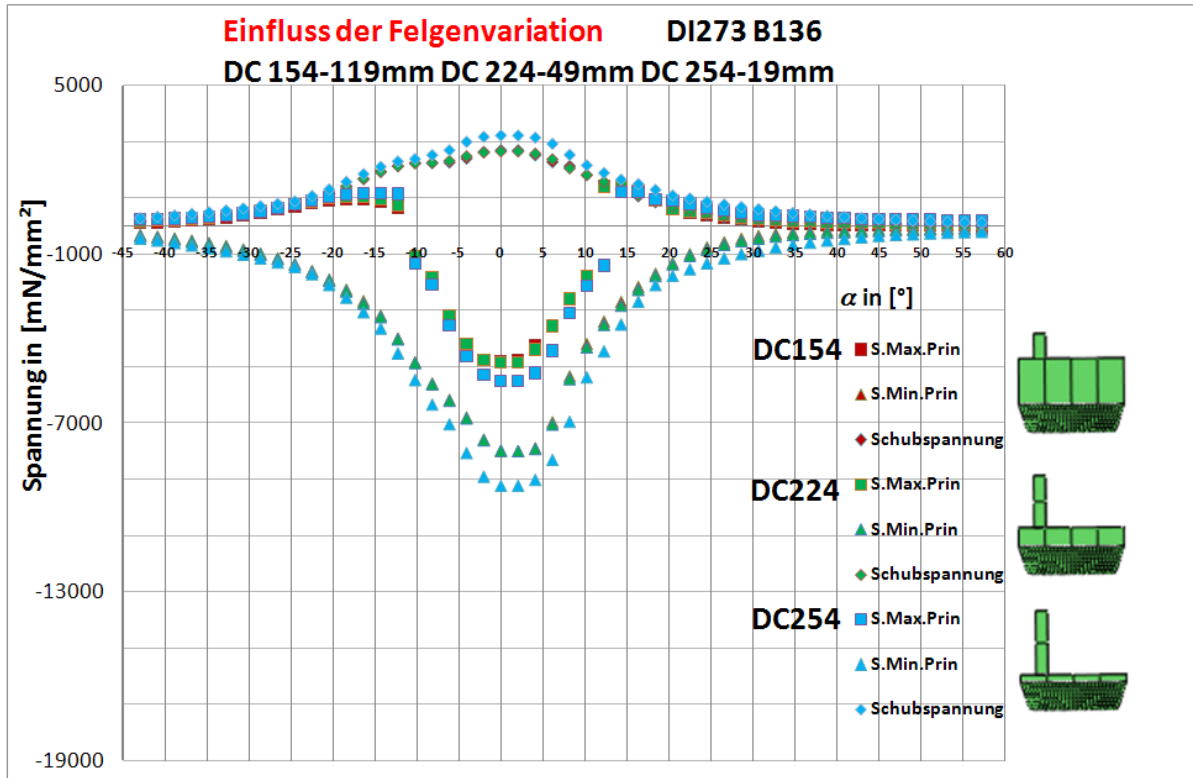 Einfluss der Felgenvariation DI273 B136
DC 154-119mm DC 224-49mm DC 254-19mm
Spannung in [mN/mm²]
5000
-1000
-7000
-13000
-19000
-45 -40 -35 -30 -25 -20 -15 -10 -5 0 5 10 15 20 25 30 35 40 45 50 55 60
α in [°]
DC154 S.Max.Prin
S.Min.Prin
Schubspannung
DC224 S.Max.Prin
S.Min.Prin
Schubspannung
DC254 S.Max.Prin
S.Min.Prin
Schubspannung